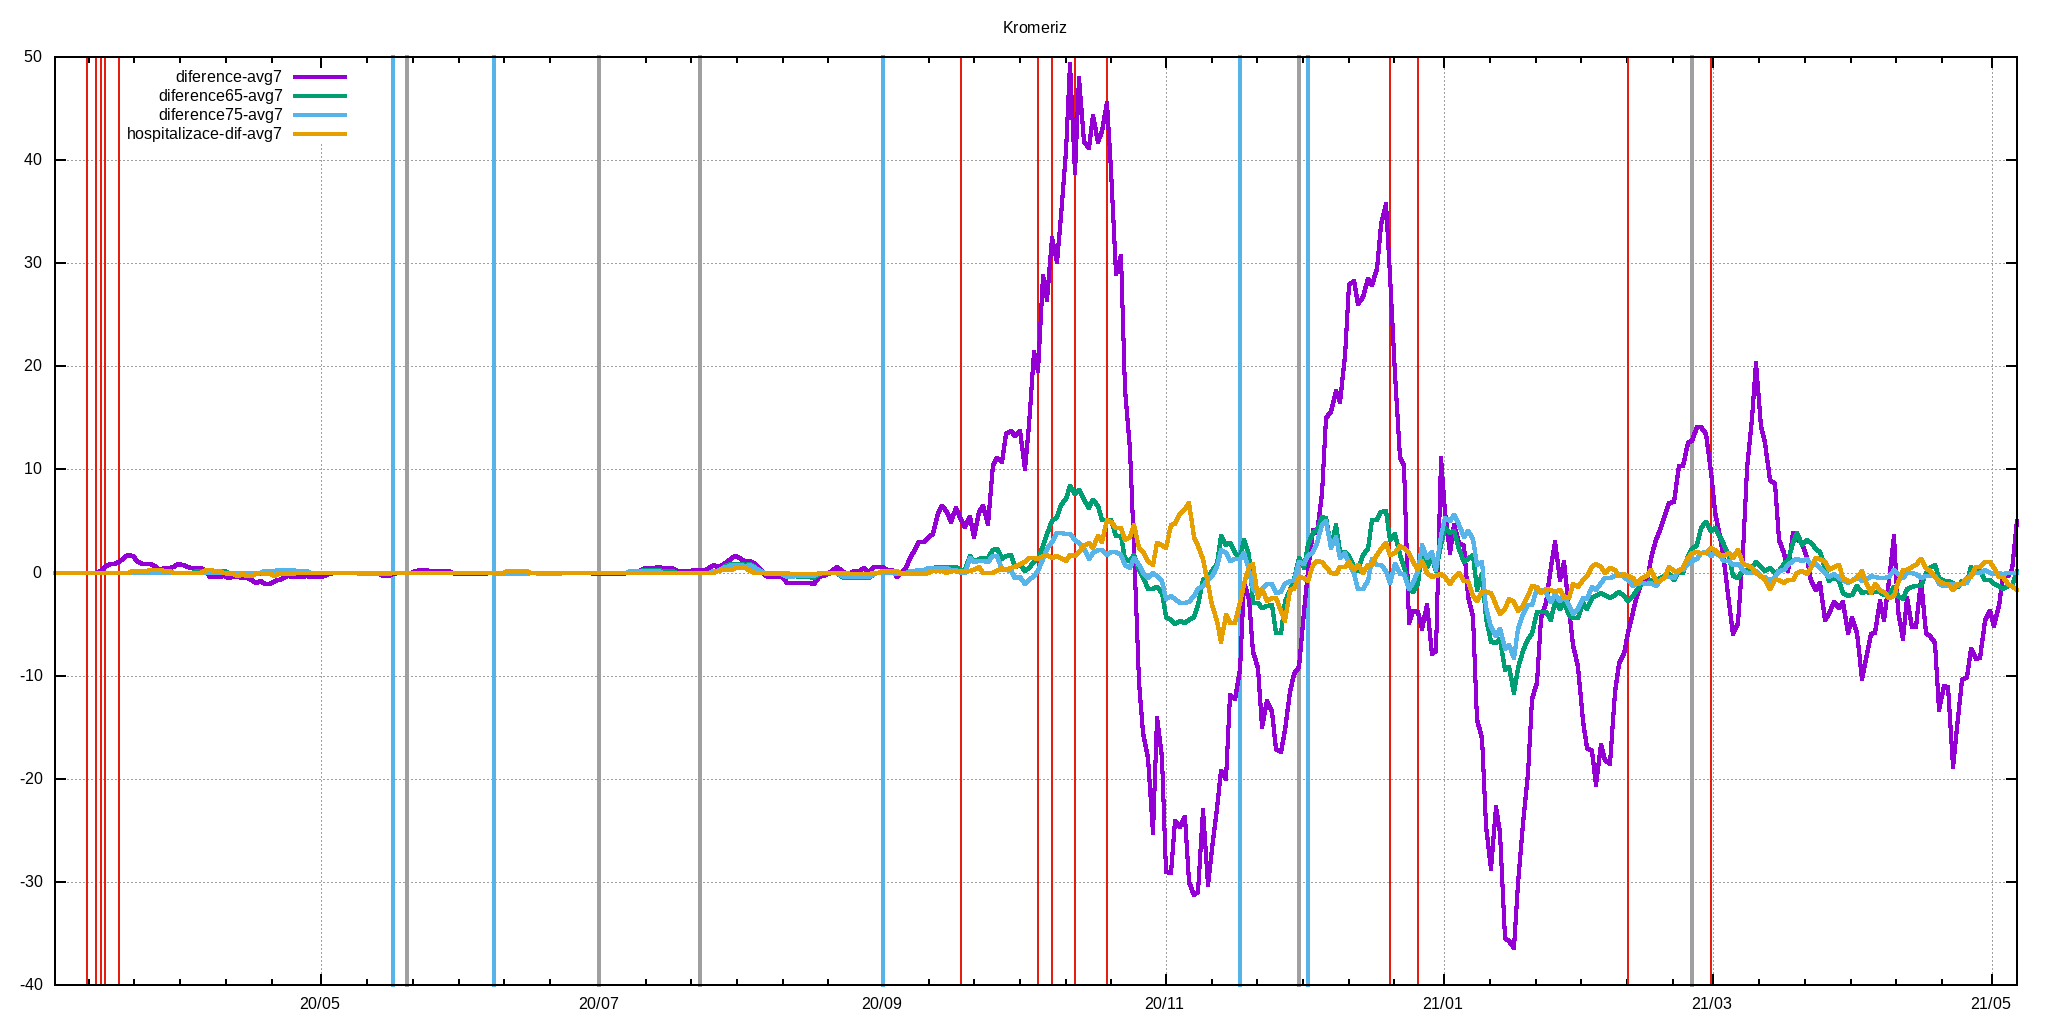 Kromeriz
50
diference-avg7
diference65-avg7
diference75-avg7
hospitalizace-dif-avg7
40
30
20
10
0
-10
-20
-30
-40
20/05 20/07 20/09 20/11 21/01 21/03 21/05